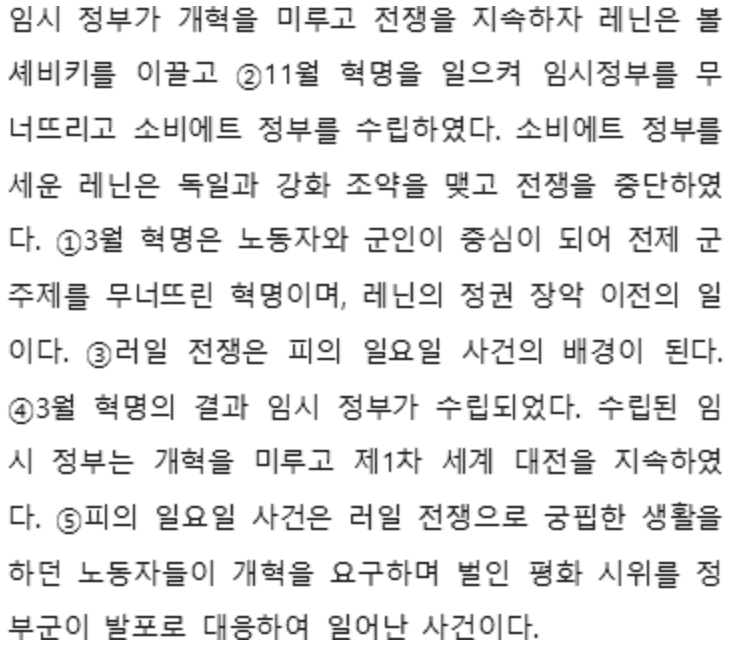 임시 정부가 개혁을 미루고 전쟁을 지속하자 레닌은 볼
셰비키를 이끌고 ②11월 혁명을 일으켜 임시정부를 무
너뜨리고 소비에트 정부를 수립하였다. 소비에트 정부를
세운 레닌은 독일과 강화 조약을 맺고 전쟁을 중단하였
다. ①3월 혁명은 노동자와 군인이 중심이 되어 전제 군
주제를 무너뜨린 혁명이며, 레닌의 정권 장악 이전의 일
이다. ③러일 전쟁은 피의 일요일 사건의 배경이 된다.
④3월 혁명의 결과 임시 정부가 수립되었다. 수립된 임
시 정부는 개혁을 미루고 제1차 세계 대전을 지속하였
다. ⑤피의 일요일 사건은 러일 전쟁으로 궁핍한 생활을
하던 노동자들이 개혁을 요구하며 벌인 평화 시위를 정
부군이 발포로 대응하여 일어난 사건이다.